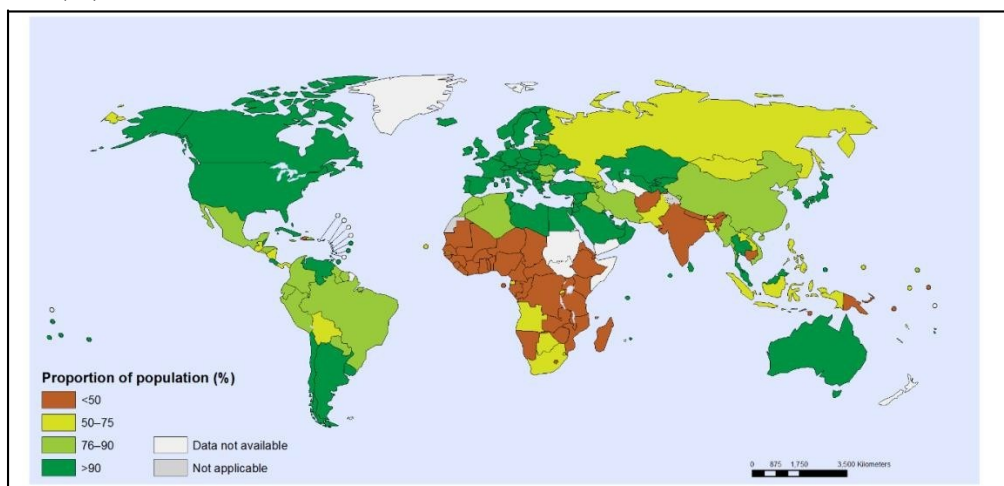 Proportion of population (%)
<50
50–75
76–90
>90
Data not available
Not applicable
0 875 1,750 3,500 Kilometers